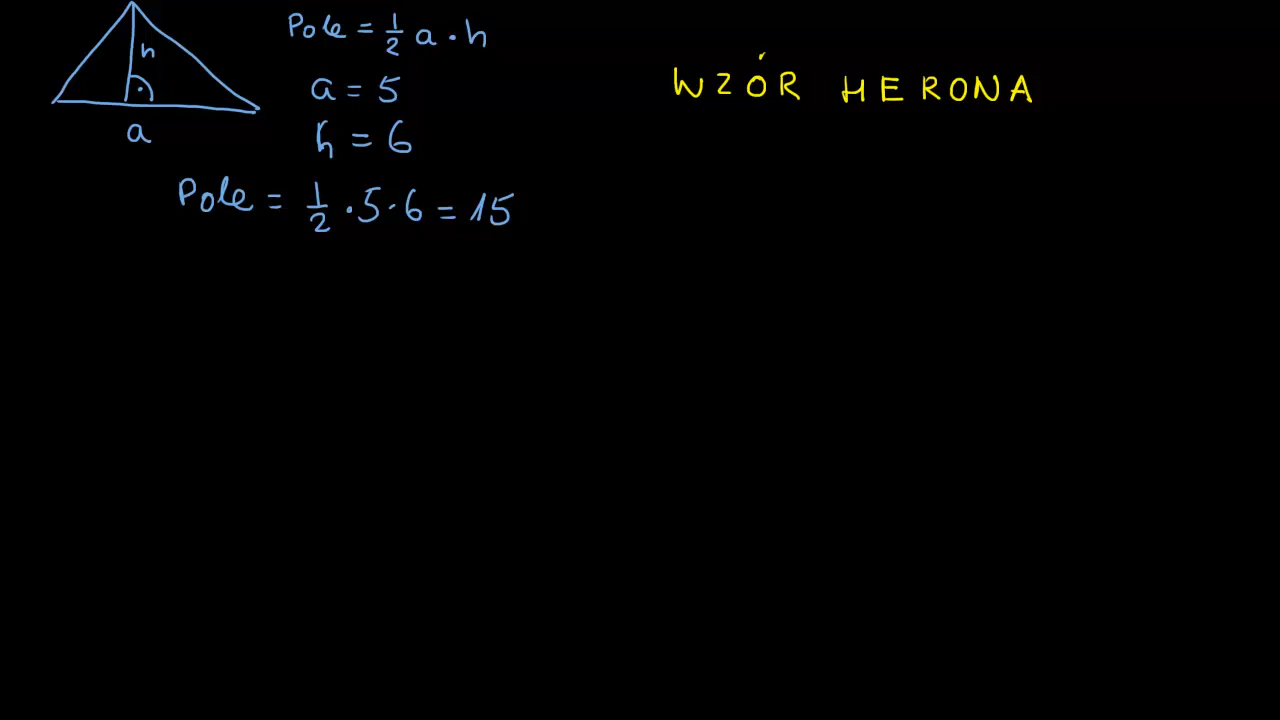 h
a
Pole = 1/2 a · h
a = 5
h = 6
Pole = 1/2 · 5 · 6 = 15
WZÓR HERONA